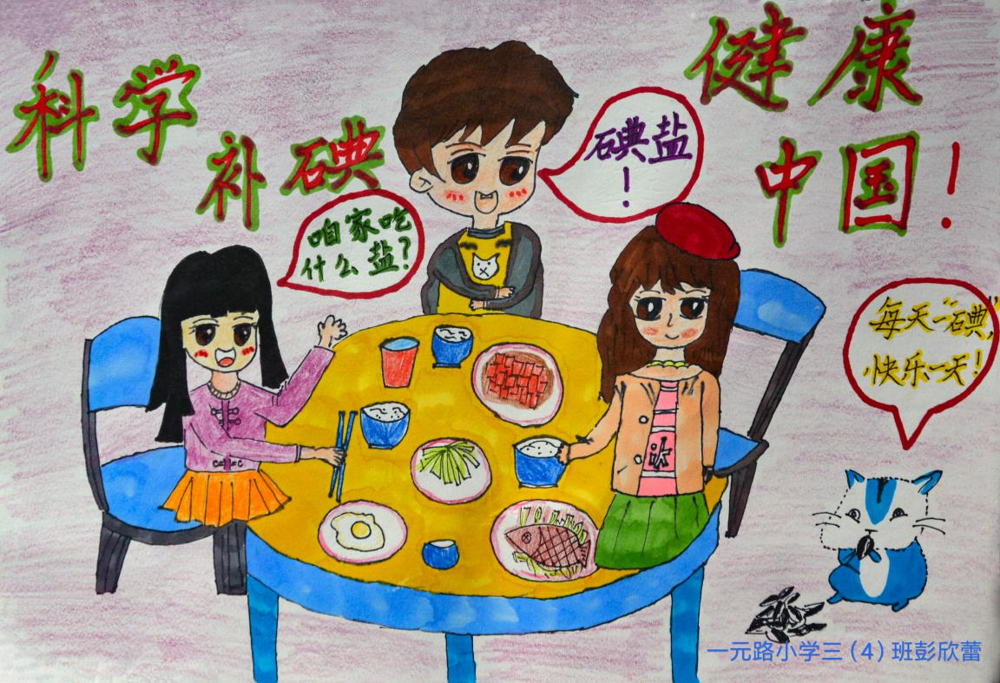 科学
补碘
健康
中国!
咱家吃
什么盐?
碘盐
!
每天“一碘”,
快乐一天!
一元路小学三（4）班彭欣蕾